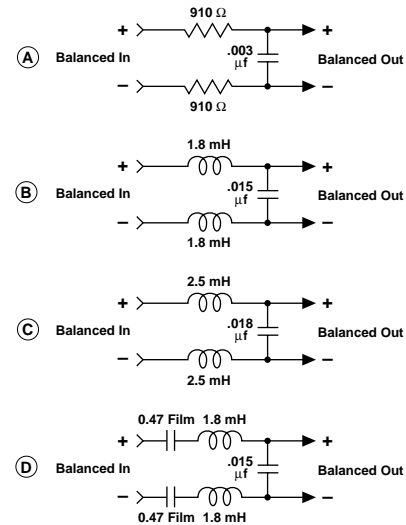 910 Ω
+ +
A Balanced In .003 µf Balanced Out
– –
910 Ω
1.8 mH
+ +
B Balanced In .015 µf Balanced Out
– –
1.8 mH
2.5 mH
+ +
C Balanced In .018 µf Balanced Out
– –
2.5 mH
0.47 Film 1.8 mH
+ +
D Balanced In .015 µf Balanced Out
– –
0.47 Film 1.8 mH